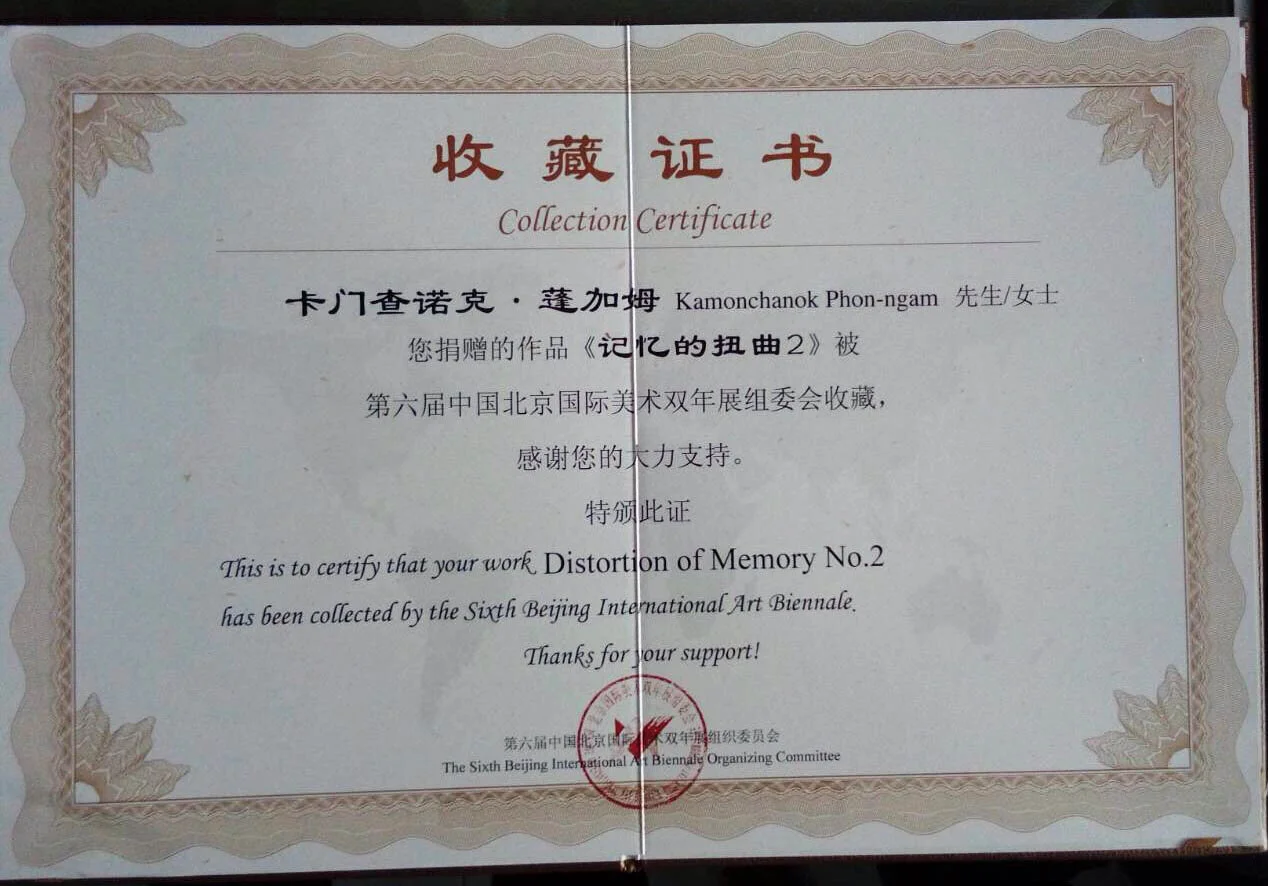 收藏证书
Collection Certificate
卡门查诺克·蓬加姆 Kamonchanok Phon-ngam 先生/女士
您捐赠的作品《记忆的扭曲2》被
第六届中国北京国际美术双年展组委会收藏，
感谢您的大力支持。
特颁此证
This is to certify that your work Distortion of Memory No.2
has been collected by the Sixth Beijing International Art Biennale.
Thanks for your support!
第六届中国北京国际美术双年展组织委员会
The Sixth Beijing International Art Biennale Organizing Committee